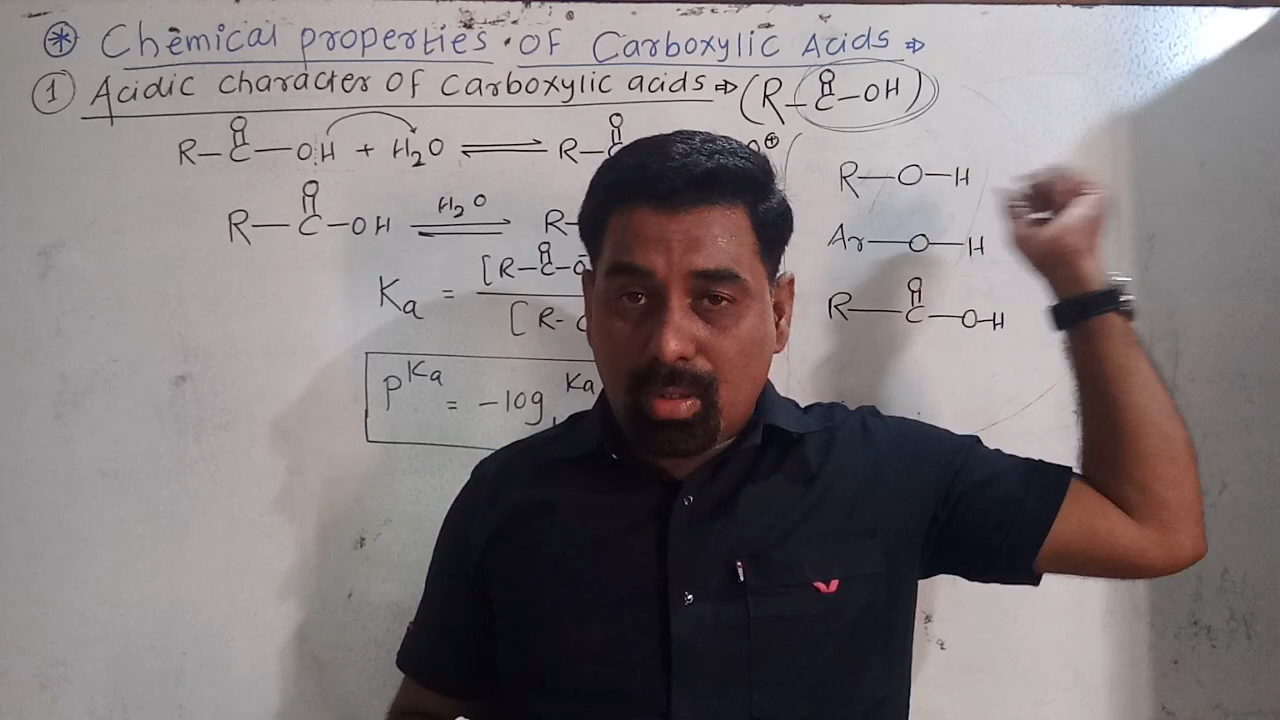 * Chemical properties of Carboxylic Acids ⇒
① Acidic character of carboxylic acids ⇒ (R–C(=O)–OH)
R–C(=O)–OH + H₂O ⇌ R–C O⊕
R–C(=O)–OH ⇌ H₂O R–
Ka = [R–C(=O)–O⁻ / [R–C
pKa = –log Ka
R–O–H
Ar–O–H
R–C(=O)–O–H